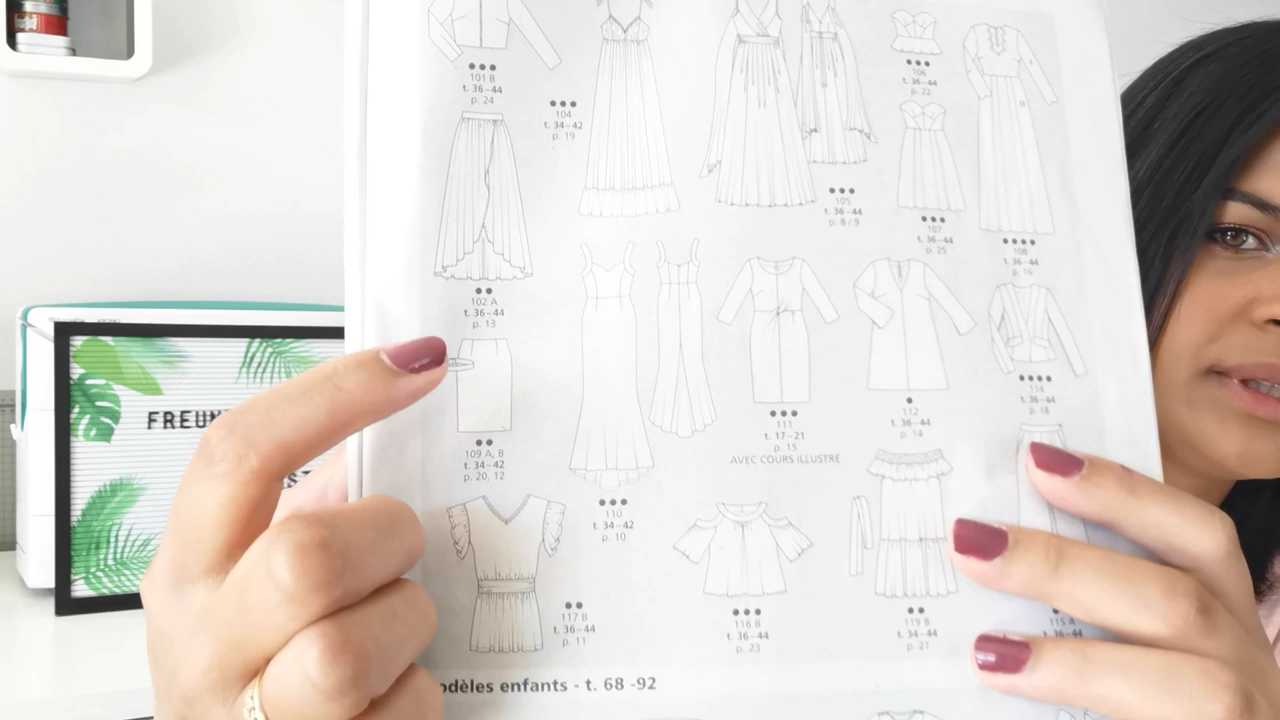 101 B
t. 36-44
p. 24
104
t. 34-42
p. 19
105
t. 36-44
p. 8 / 9
106
t. 36-44
p. 22
107
t. 36-44
p. 25
108
t. 36-44
p. 16
102 A
t. 36-44
p. 13
109 A, B
t. 34-42
p. 20, 12
110
t. 34-42
p. 10
111
t. 17-21
p. 15
AVEC COURS ILLUSTRÉ
112
t. 36-44
p. 14
t. 36-44
p. 18
117 B
t. 36-44
p. 11
t. 36-44
p. 23
119 B
t. 34-44
p. 21
115 A
t. 36-44
odèles enfants - t. 68 -92
FREUN